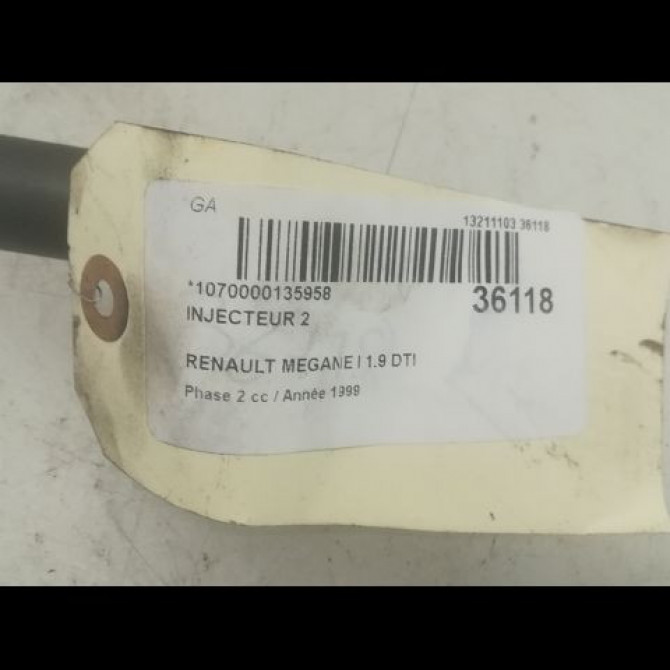 GA
13211103 36118
*1070000135958
36118
INJECTEUR 2
RENAULT MEGANE I 1.9 DTI
Phase 2 cc / Année 1999